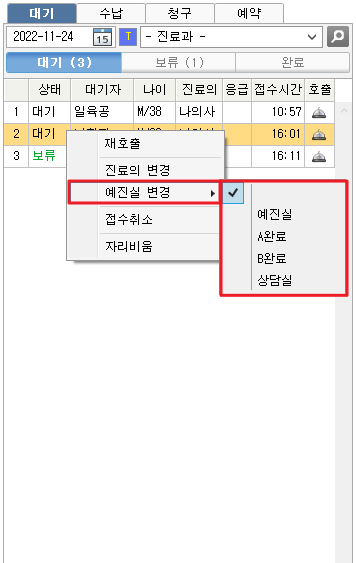 대기 수납 청구 예약
2022-11-24 15 T - 진료과 -
대기 (3) 보류 (1) 완료
상태 대기자 나이 진료의 응급 접수시간 호출
1 대기 일육공 M/38 나의사 10:57
2 대기 16:01
3 보류 16:11
재호출
진료의 변경
예진실 변경
접수취소
자리비움
예진실
A완료
B완료
상담실